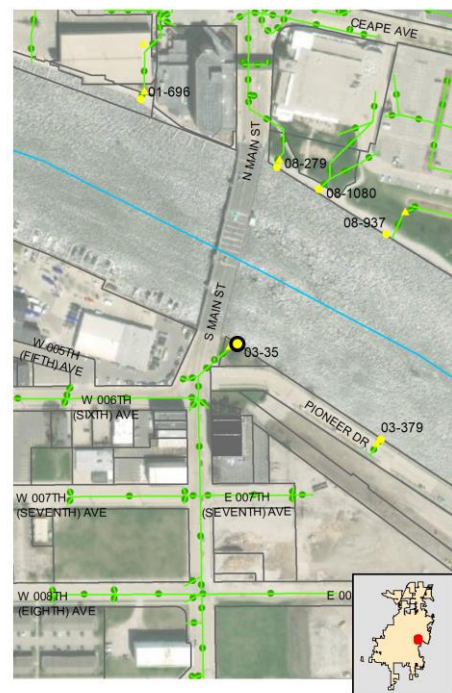 CEAPE AVE
01-696
N MAIN ST
08-279
08-1080
08-937
S MAIN ST
03-35
W 005TH
(FIFTH) AVE
W 006TH
(SIXTH) AVE
PIONEER DR
03-379
W 007TH
(SEVENTH) AVE
E 007TH
(SEVENTH) AVE
W 008TH
(EIGHTH) AVE
E 00